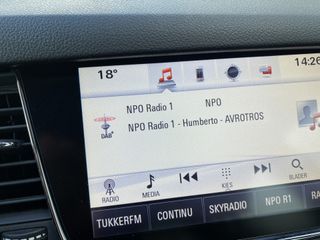 18°
14:26
NPO Radio 1 NPO
DAB+
NPO Radio 1 - Humberto - AVROTROS
RADIO MEDIA KIES BLADER
TUKKERFM CONTINU SKYRADIO NPO R1 RA